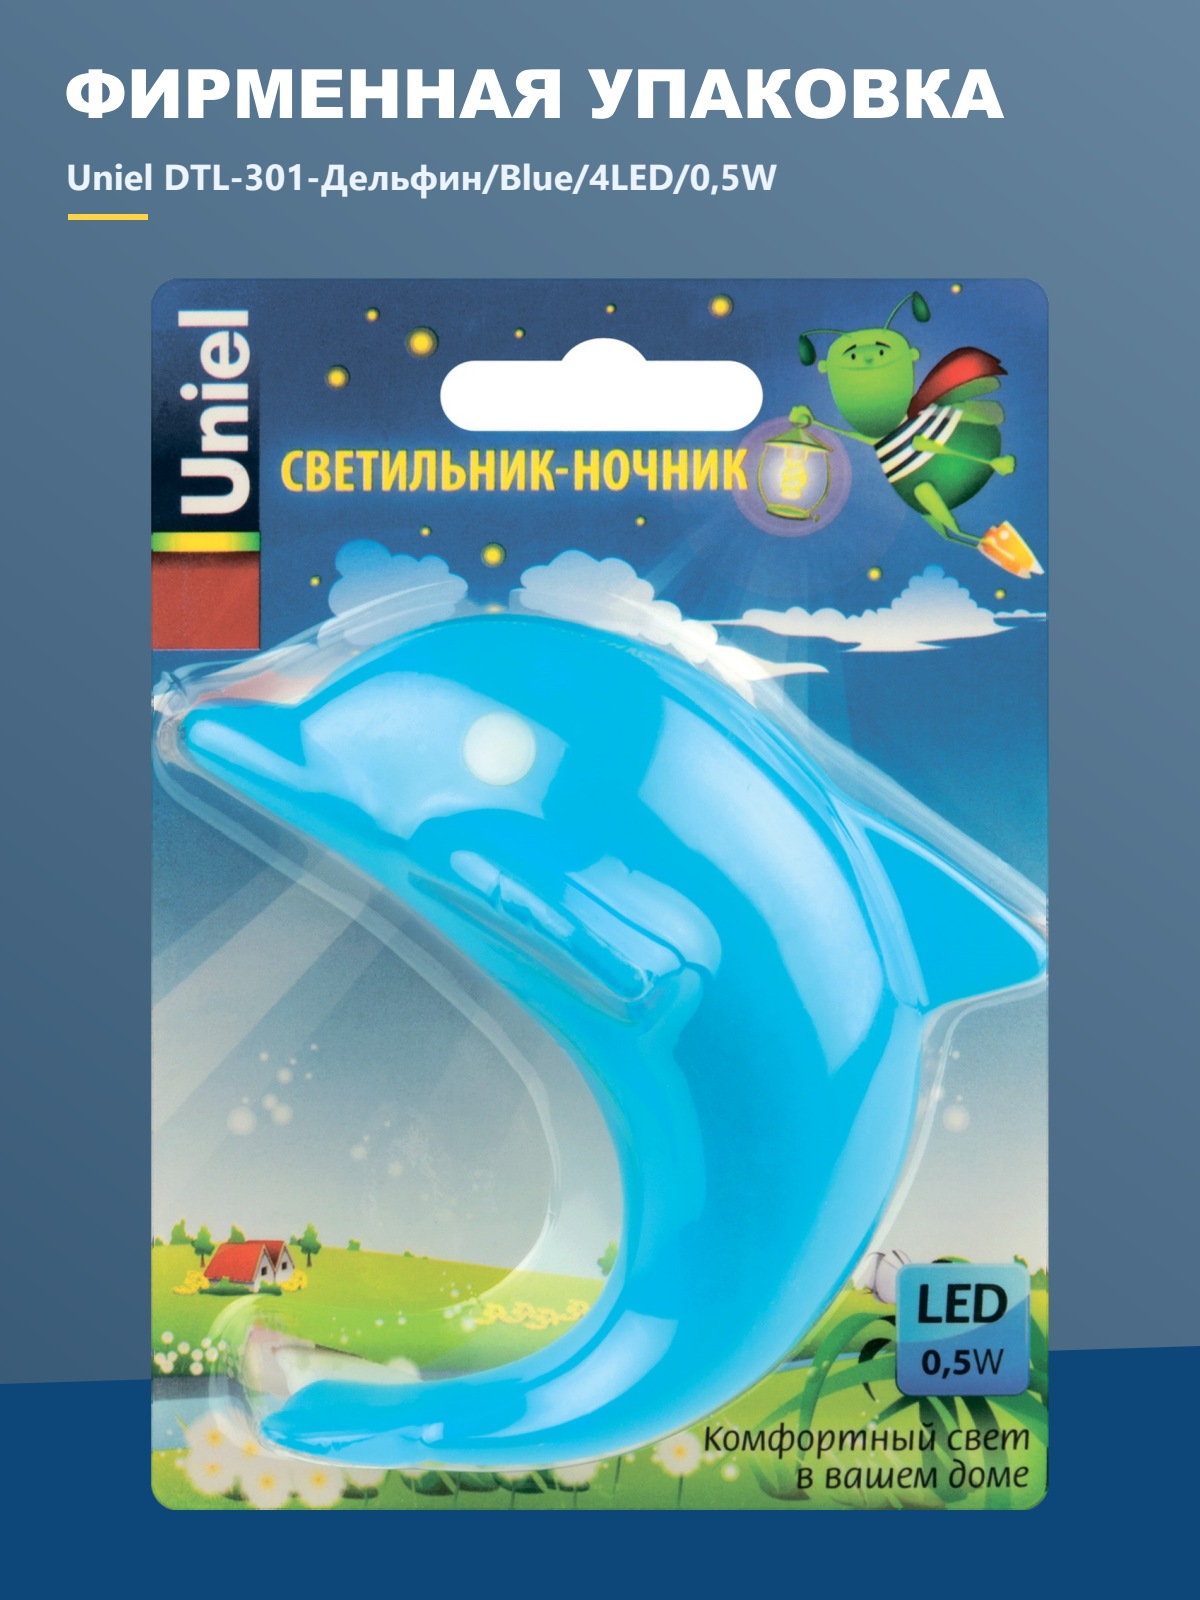 ФИРМЕННАЯ УПАКОВКА
Uniel DTL-301-Дельфин/Blue/4LED/0,5W
Uniel
СВЕТИЛЬНИК-НОЧНИК
LED
0,5W
Комфортный свет
в вашем доме